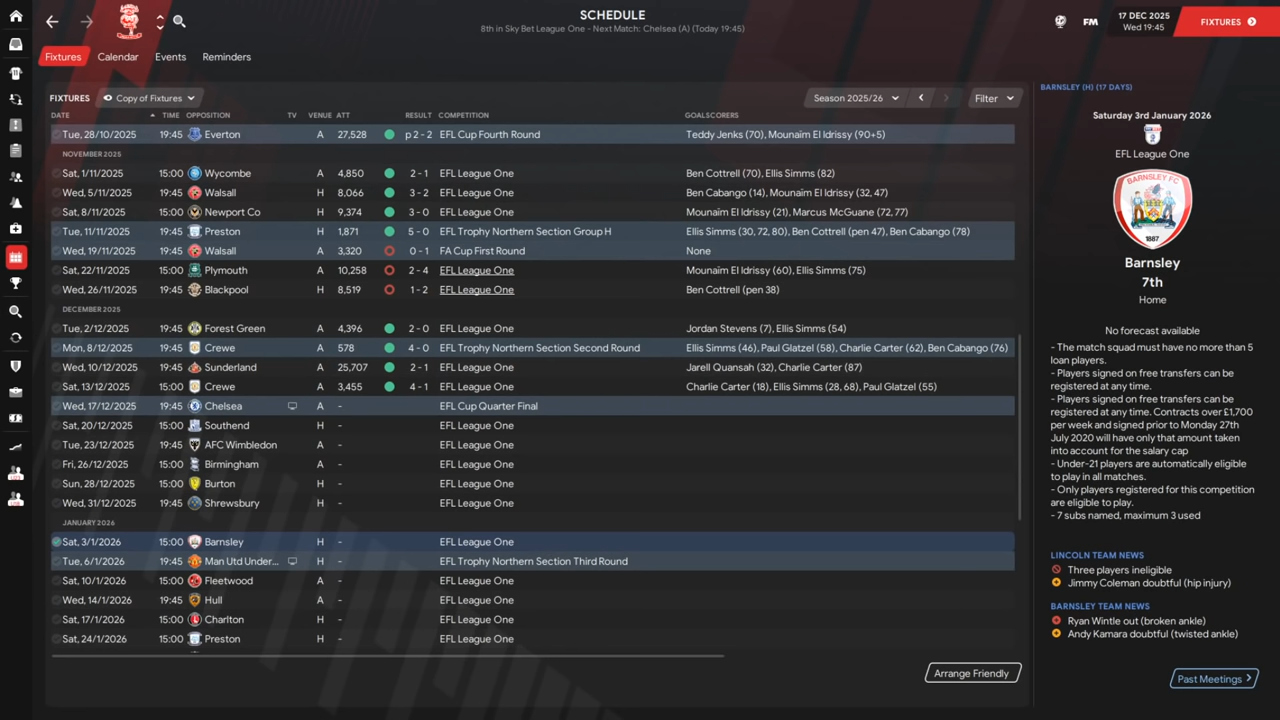 SCHEDULE
8th in Sky Bet League One - Next Match: Chelsea (A) (Today 19:45)
FM
17 DEC 2025
Wed 19:45
FIXTURES
Fixtures Calendar Events Reminders
FIXTURES Copy of Fixtures Season 2025/26 Filter
DATE TIME OPPOSITION TV VENUE ATT RESULT COMPETITION GOALSCORERS
Tue, 28/10/2025 19:45 Everton A 27,528 p 2 - 2 EFL Cup Fourth Round Teddy Jenks (70), Mounaïm El Idrissy (90+5)
NOVEMBER 2025
Sat, 1/11/2025 15:00 Wycombe A 4,850 2 - 1 EFL League One Ben Cottrell (70), Ellis Simms (82)
Wed, 5/11/2025 19:45 Walsall H 8,066 3 - 2 EFL League One Ben Cabango (14), Mounaïm El Idrissy (32, 47)
Sat, 8/11/2025 15:00 Newport Co H 9,374 3 - 0 EFL League One Mounaïm El Idrissy (21), Marcus McGuane (72, 77)
Tue, 11/11/2025 19:45 Preston H 1,871 5 - 0 EFL Trophy Northern Section Group H Ellis Simms (30, 72, 80), Ben Cottrell (pen 47), Ben Cabango (78)
Wed, 19/11/2025 19:45 Walsall A 3,320 0 - 1 FA Cup First Round None
Sat, 22/11/2025 15:00 Plymouth A 10,258 2 - 4 EFL League One Mounaïm El Idrissy (60), Ellis Simms (75)
Wed, 26/11/2025 19:45 Blackpool H 8,519 1 - 2 EFL League One Ben Cottrell (pen 38)
DECEMBER 2025
Tue, 2/12/2025 19:45 Forest Green A 4,396 2 - 0 EFL League One Jordan Stevens (7), Ellis Simms (54)
Mon, 8/12/2025 19:45 Crewe A 578 4 - 0 EFL Trophy Northern Section Second Round Ellis Simms (46), Paul Glatzel (58), Charlie Carter (62), Ben Cabango (76)
Wed, 10/12/2025 19:45 Sunderland A 25,707 2 - 1 EFL League One Jarell Quansah (32), Charlie Carter (87)
Sat, 13/12/2025 15:00 Crewe A 3,455 4 - 1 EFL League One Charlie Carter (18), Ellis Simms (28, 68), Paul Glatzel (55)
Wed, 17/12/2025 19:45 Chelsea A - EFL Cup Quarter Final
Sat, 20/12/2025 15:00 Southend H - EFL League One
Tue, 23/12/2025 19:45 AFC Wimbledon A - EFL League One
Fri, 26/12/2025 15:00 Birmingham A - EFL League One
Sun, 28/12/2025 15:00 Burton H - EFL League One
Wed, 31/12/2025 19:45 Shrewsbury H - EFL League One
JANUARY 2026
Sat, 3/1/2026 15:00 Barnsley H - EFL League One
Tue, 6/1/2026 19:45 Man Utd Under... H - EFL Trophy Northern Section Third Round
Sat, 10/1/2026 15:00 Fleetwood A - EFL League One
Wed, 14/1/2026 19:45 Hull A - EFL League One
Sat, 17/1/2026 15:00 Charlton H - EFL League One
Sat, 24/1/2026 15:00 Preston H - EFL League One
Arrange Friendly
BARNSLEY (H) (17 DAYS)
Saturday 3rd January 2026
EFL League One
BARNSLEY FC
1887
Barnsley
7th
Home
No forecast available
- The match squad must have no more than 5
loan players.
- Players signed on free transfers can be
registered at any time.
- Players signed on free transfers can be
registered at any time. Contracts over £1,700
per week and signed prior to Monday 27th
July 2020 will have only that amount taken
into account for the salary cap
- Under-21 players are automatically eligible
to play in all matches.
- Only players registered for this competition
are eligible to play.
- 7 subs named, maximum 3 used
LINCOLN TEAM NEWS
Three players ineligible
Jimmy Coleman doubtful (hip injury)
BARNSLEY TEAM NEWS
Ryan Wintle out (broken ankle)
Andy Kamara doubtful (twisted ankle)
Past Meetings